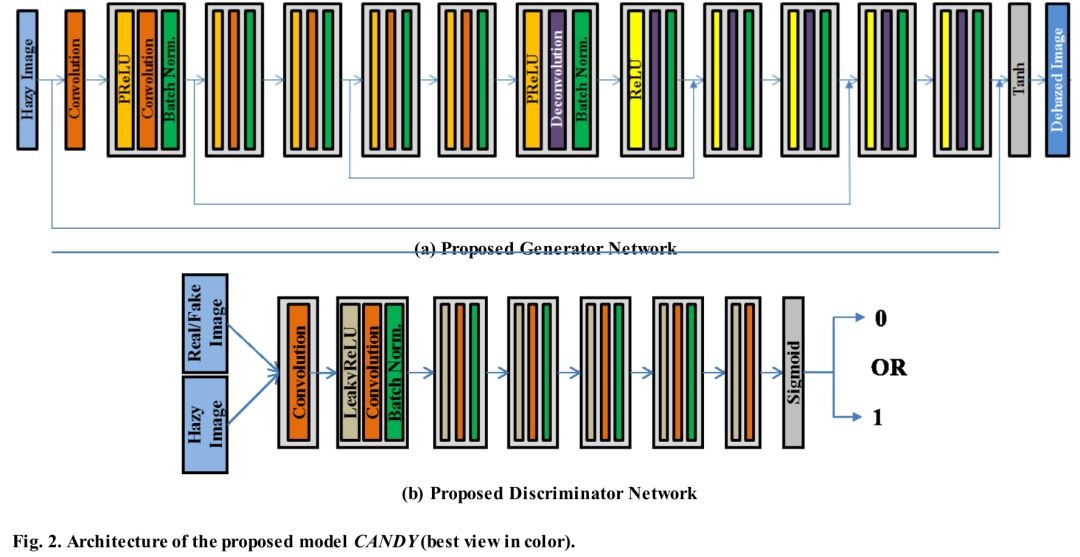 Hazy Image
Convolution
PReLU
Convolution
Batch Norm.
PReLU
Deconvolution
Batch Norm.
ReLU
Tanh
Dehazed Image
(a) Proposed Generator Network
Real/Fake
Image
Hazy
Image
Convolution
LeakyReLU
Convolution
Batch Norm.
Sigmoid
0
OR
1
(b) Proposed Discriminator Network
Fig. 2. Architecture of the proposed model CANDY(best view in color).